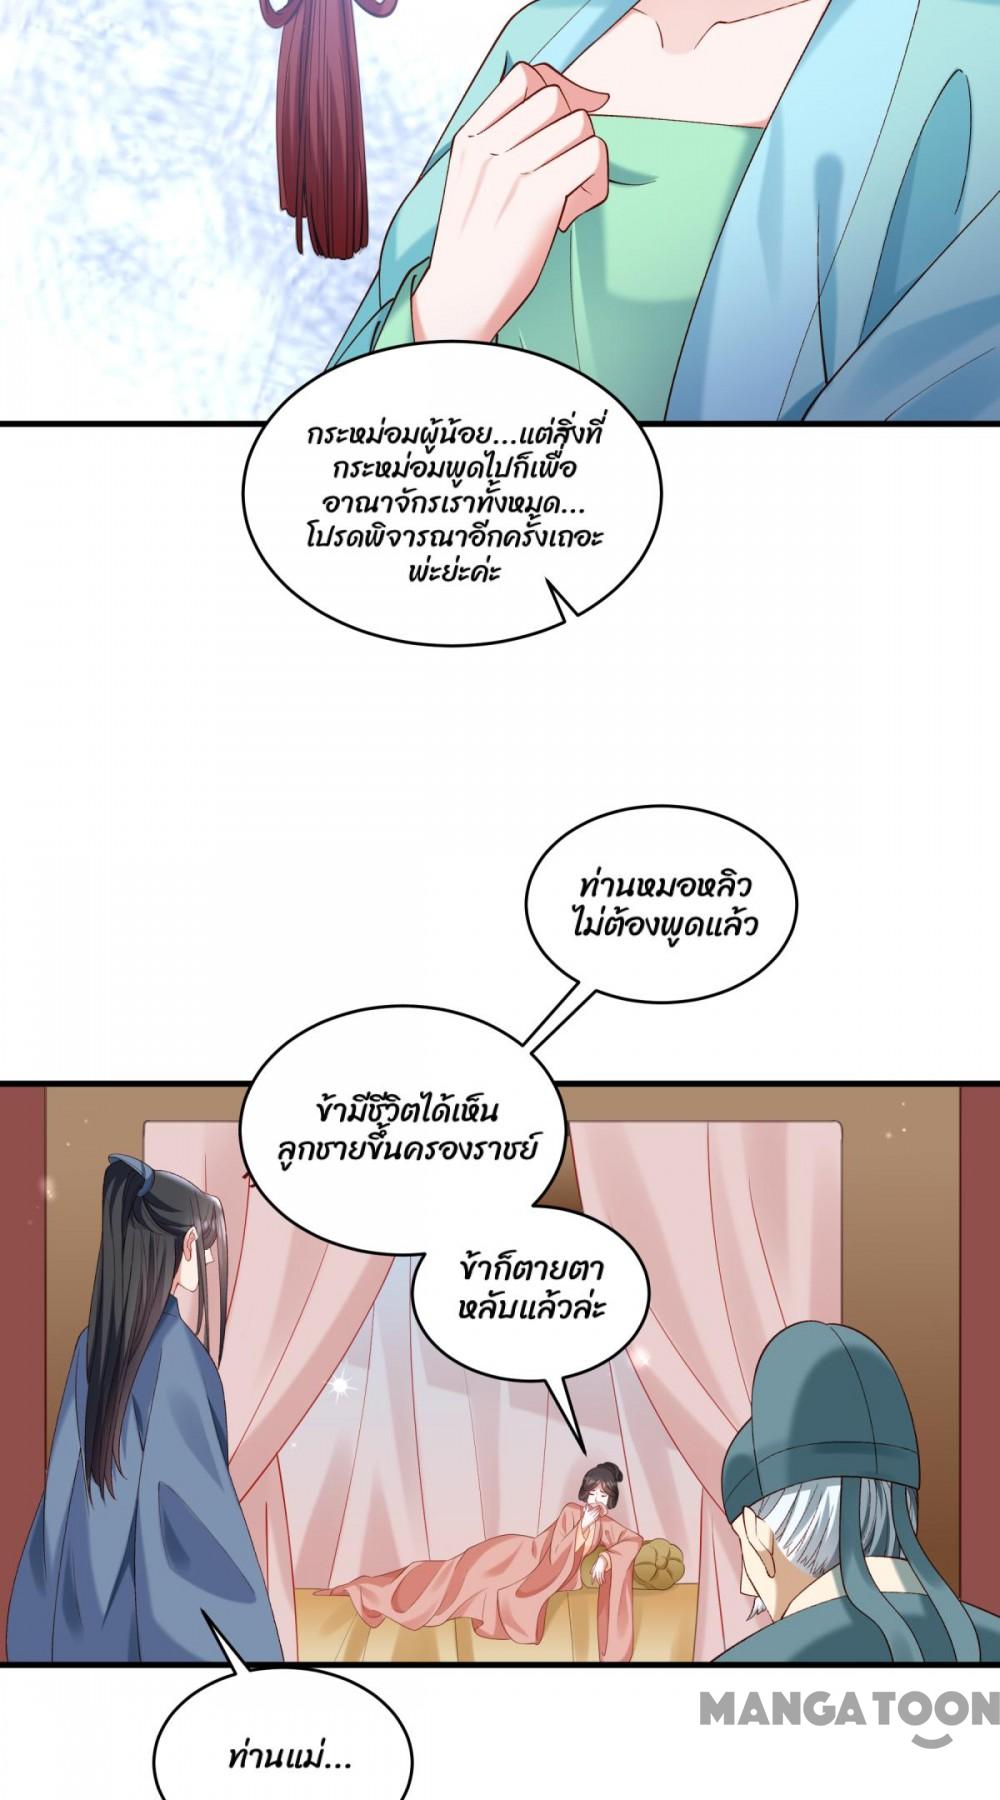 กระหม่อมผู้น้อย...แต่สิ่งที่
กระหม่อมพูดไปก็เพื่อ
อาณาจักรเราทั้งหมด...
โปรดพิจารณาอีกครั้งเถอะ
พ่ะย่ะค่ะ
ท่านหมอหลิว
ไม่ต้องพูดแล้ว
ข้ามีชีวิตได้เห็น
ลูกชายขึ้นครองราชย์
ข้าก็ตายตา
หลับแล้วล่ะ
MANGATOON
ท่านแม่...